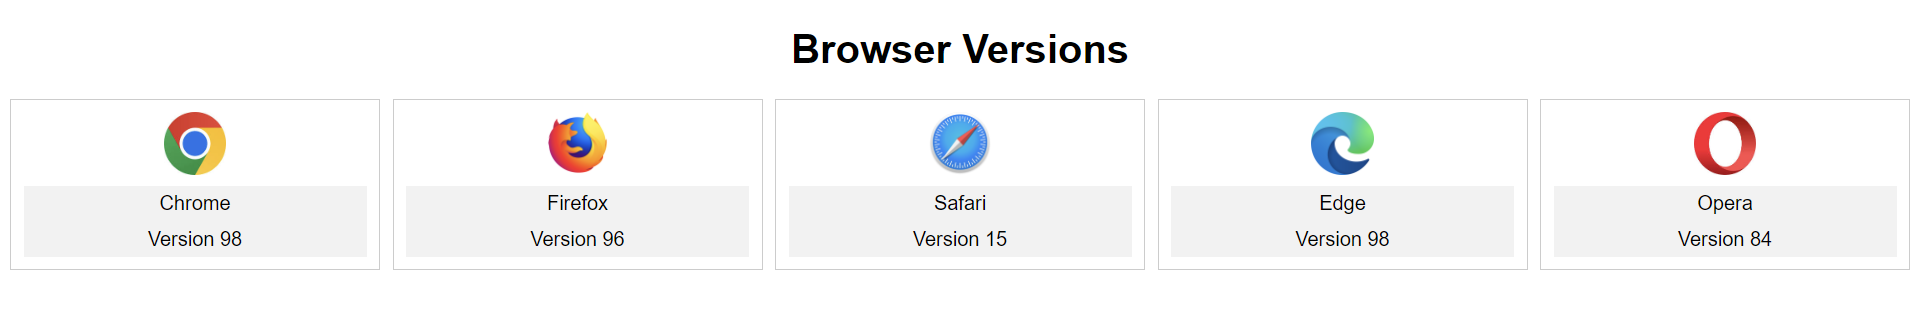 Browser Versions
Chrome
Version 98
Firefox
Version 96
Safari
Version 15
Edge
Version 98
Opera
Version 84